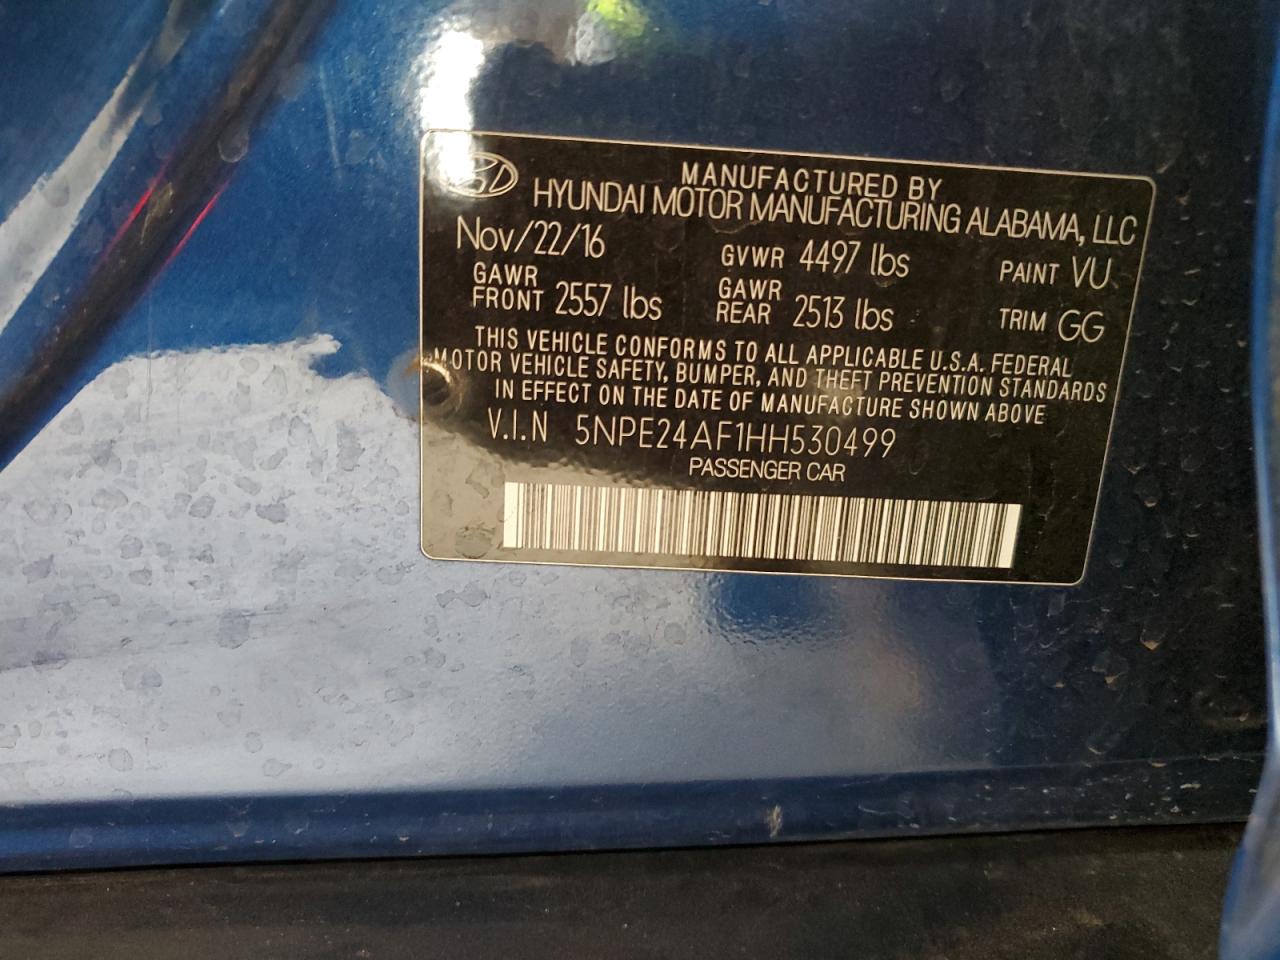 MANUFACTURED BY
HYUNDAI MOTOR MANUFACTURING ALABAMA, LLC
Nov/22/16 GVWR 4497 lbs PAINT VU
GAWR FRONT 2557 lbs GAWR REAR 2513 lbs TRIM GG
THIS VEHICLE CONFORMS TO ALL APPLICABLE U.S.A. FEDERAL
MOTOR VEHICLE SAFETY, BUMPER, AND THEFT PREVENTION STANDARDS
IN EFFECT ON THE DATE OF MANUFACTURE SHOWN ABOVE
V.I.N 5NPE24AF1HH530499
PASSENGER CAR